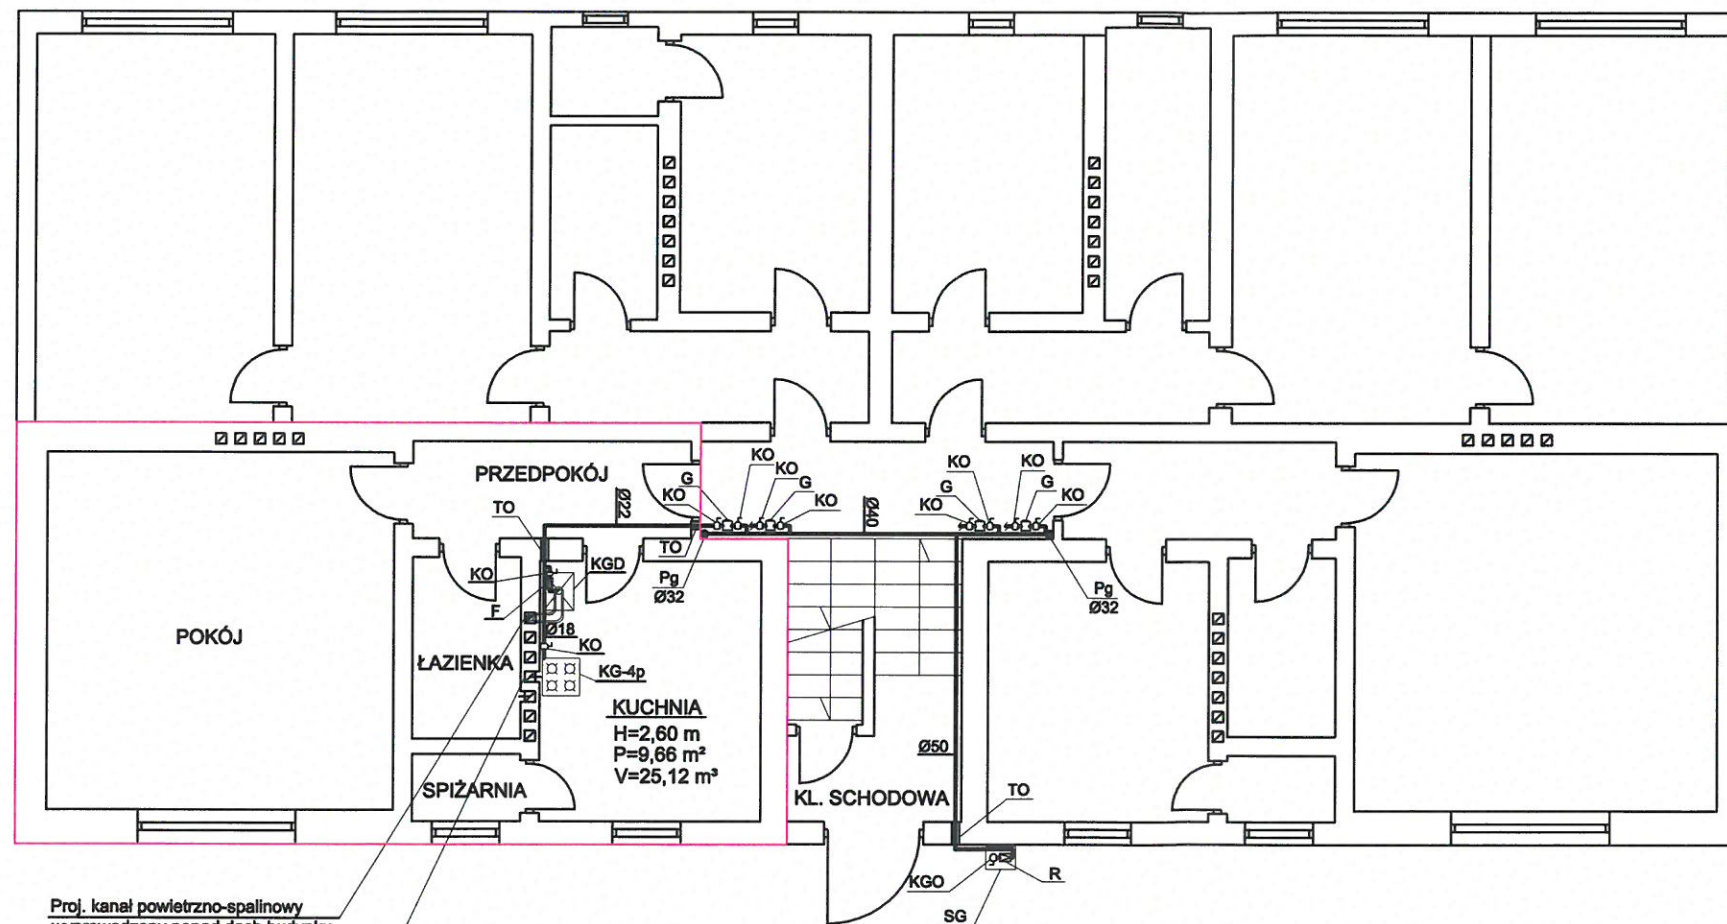 PRZEDPOKÓJ
TO
Ø22
KO
G
KO
KO
G
KO
TO
Ø40
KO
G
KO
KO
G
KO
Pg
Ø32
Pg
Ø32
KO
F
KGD
Ø18
KO
KG-4p
POKÓJ
ŁAZIENKA
KUCHNIA
H=2,60 m
P=9,66 m²
V=25,12 m³
SPIŻARNIA
KL. SCHODOWA
Ø50
TO
KGO
R
SG
Proj. kanał powietrzno-spalinowy